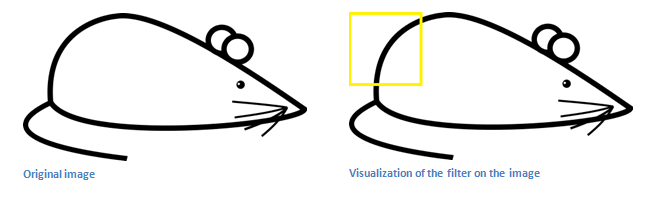 Original image
Visualization of the filter on the image